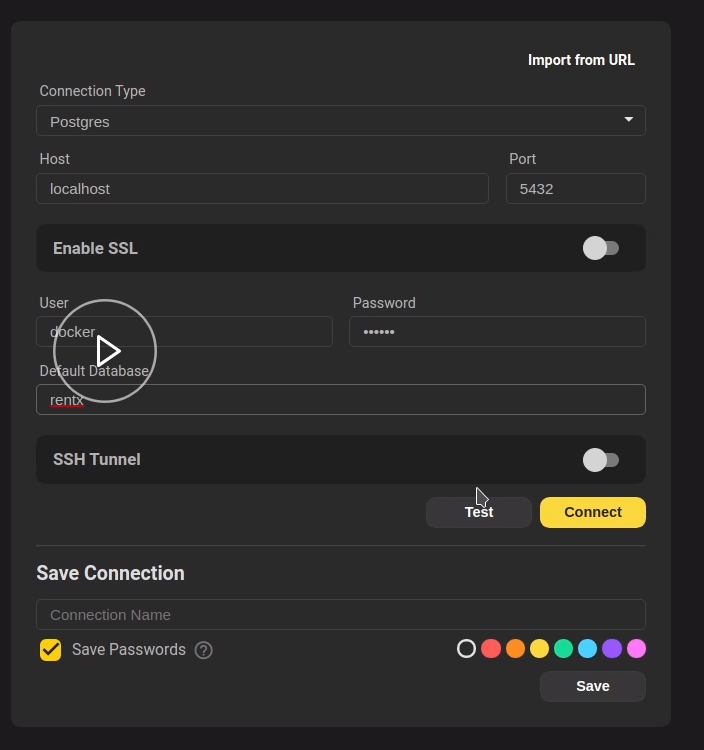 Import from URL
Connection Type
Postgres
Host Port
localhost 5432
Enable SSL
User Password
docker ••••••
Default Database
rentx
SSH Tunnel
Test Connect
Save Connection
Connection Name
Save Passwords ?
Save